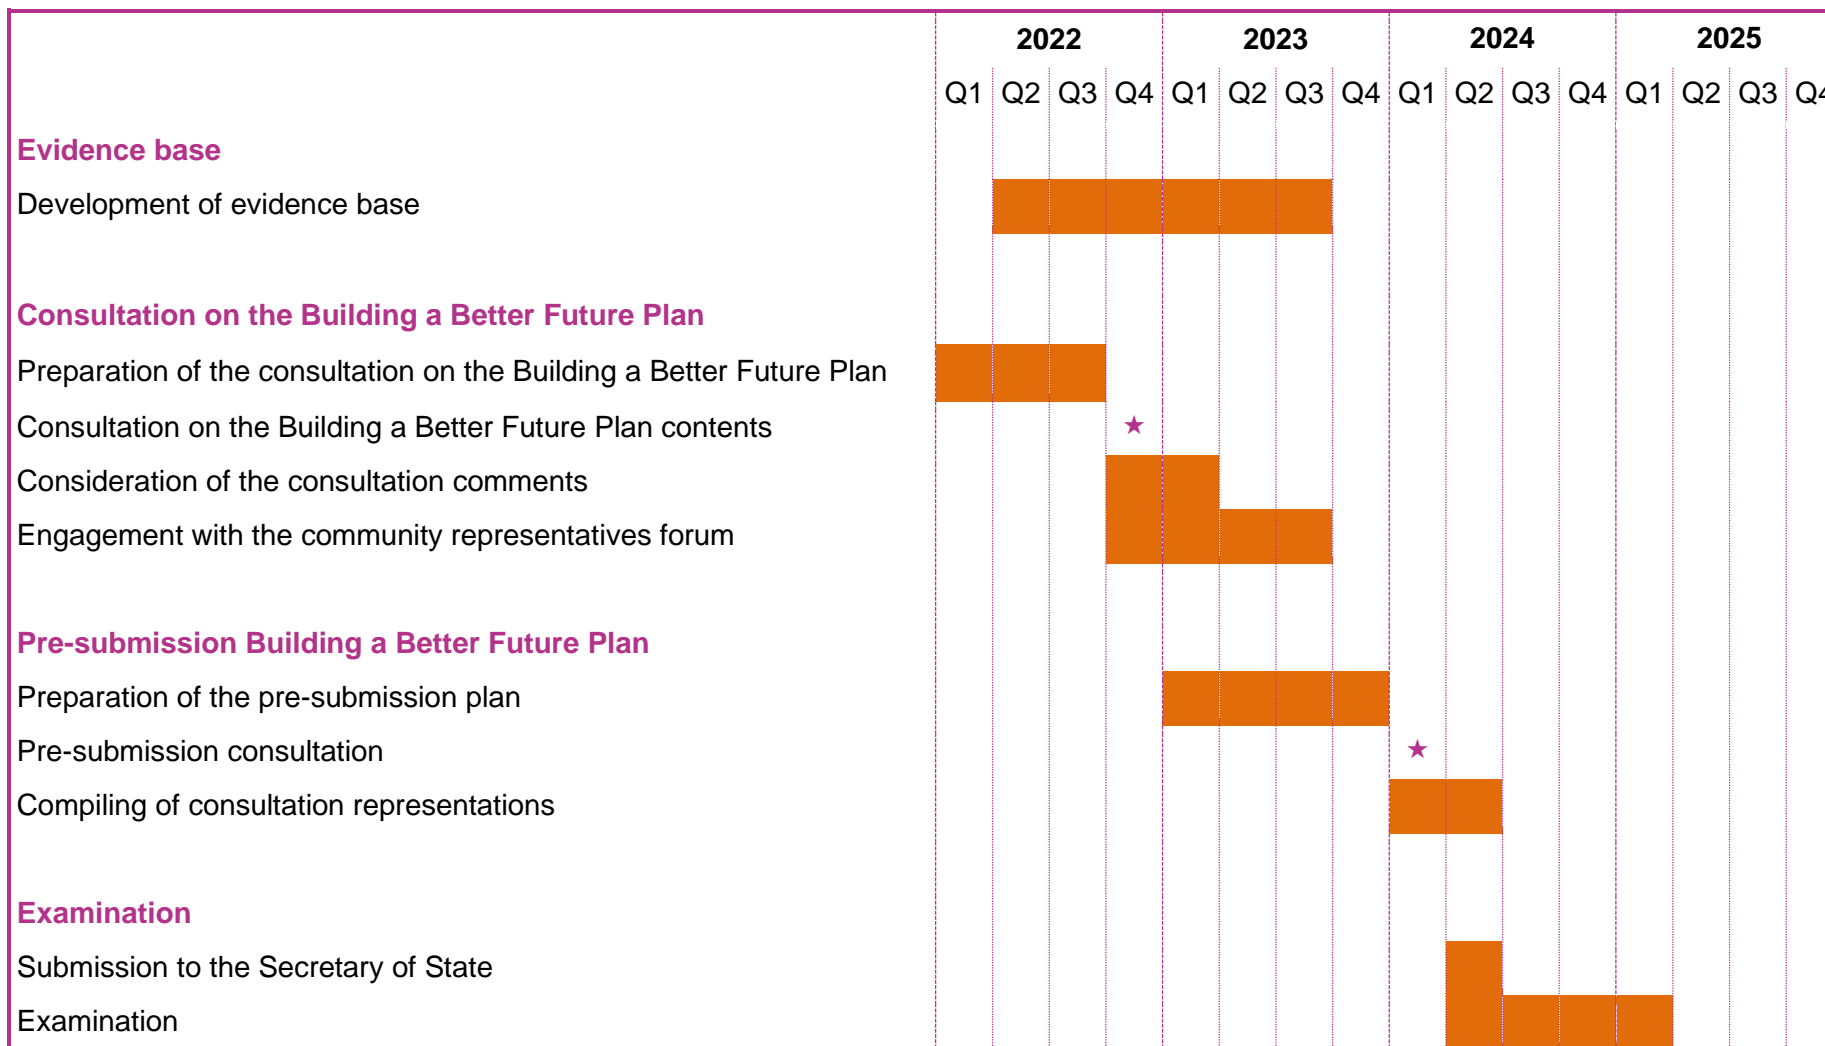 2022 2023 2024 2025
Q1 Q2 Q3 Q4 Q1 Q2 Q3 Q4 Q1 Q2 Q3 Q4 Q1 Q2 Q3 Q4
Evidence base
Development of evidence base
Consultation on the Building a Better Future Plan
Preparation of the consultation on the Building a Better Future Plan
Consultation on the Building a Better Future Plan contents
Consideration of the consultation comments
Engagement with the community representatives forum
Pre-submission Building a Better Future Plan
Preparation of the pre-submission plan
Pre-submission consultation
Compiling of consultation representations
Examination
Submission to the Secretary of State
Examination